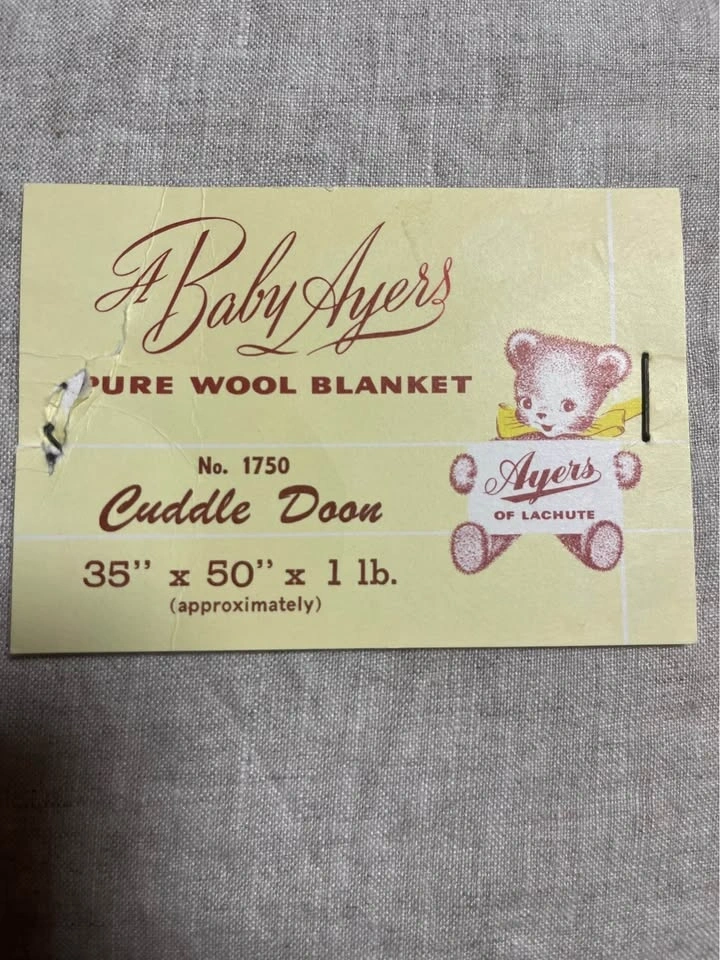 A Baby Ayers
PURE WOOL BLANKET
No. 1750
Cuddle Doon
35" x 50" x 1 lb.
(approximately)
Ayers
OF LACHUTE